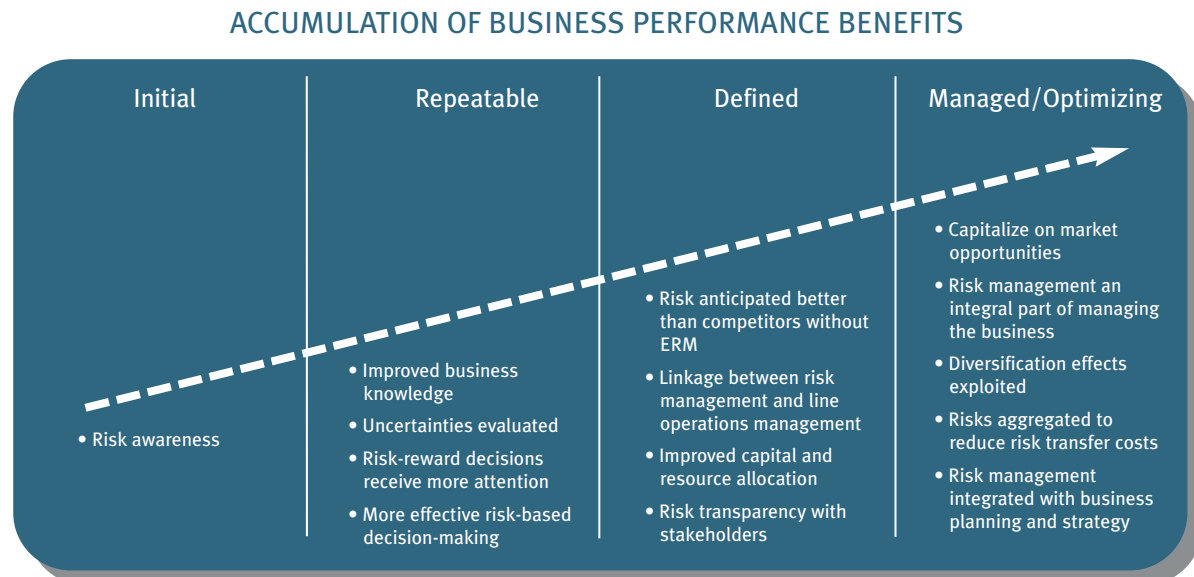 ACCUMULATION OF BUSINESS PERFORMANCE BENEFITS
Initial
• Risk awareness
Repeatable
• Improved business
knowledge
• Uncertainties evaluated
• Risk-reward decisions
receive more attention
• More effective risk-based
decision-making
Defined
• Risk anticipated better
than competitors without
ERM
• Linkage between risk
management and line
operations management
• Improved capital and
resource allocation
• Risk transparency with
stakeholders
Managed/Optimizing
• Capitalize on market
opportunities
• Risk management an
integral part of managing
the business
• Diversification effects
exploited
• Risks aggregated to
reduce risk transfer costs
• Risk management
integrated with business
planning and strategy